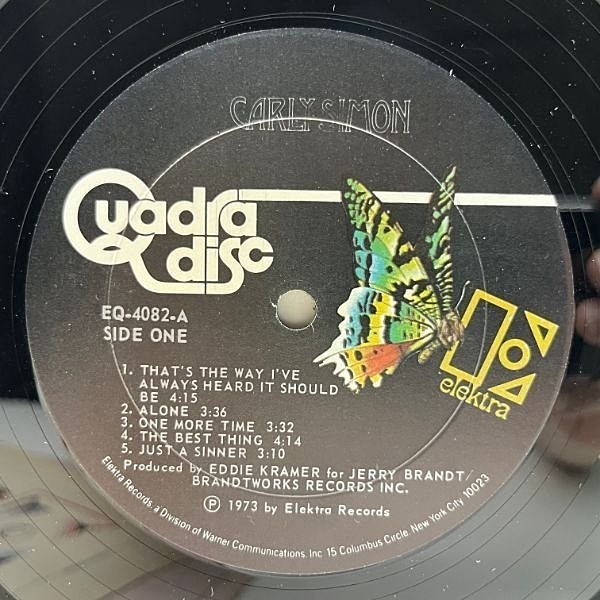 CARLY SIMON
Quadra
disc
EQ-4082-A
SIDE ONE
elektra
1. THAT'S THE WAY I'VE
ALWAYS HEARD IT SHOULD
BE 4:15
2. ALONE 3:36
3. ONE MORE TIME 3:32
4. THE BEST THING 4:14
5. JUST A SINNER 3:10
Produced by EDDIE KRAMER for JERRY BRANDT/
BRANDTWORKS RECORDS INC.
℗ 1973 by Elektra Records
Elektra Records, a Division of Warner Communications, Inc 15 Columbus Circle, New York City 10023